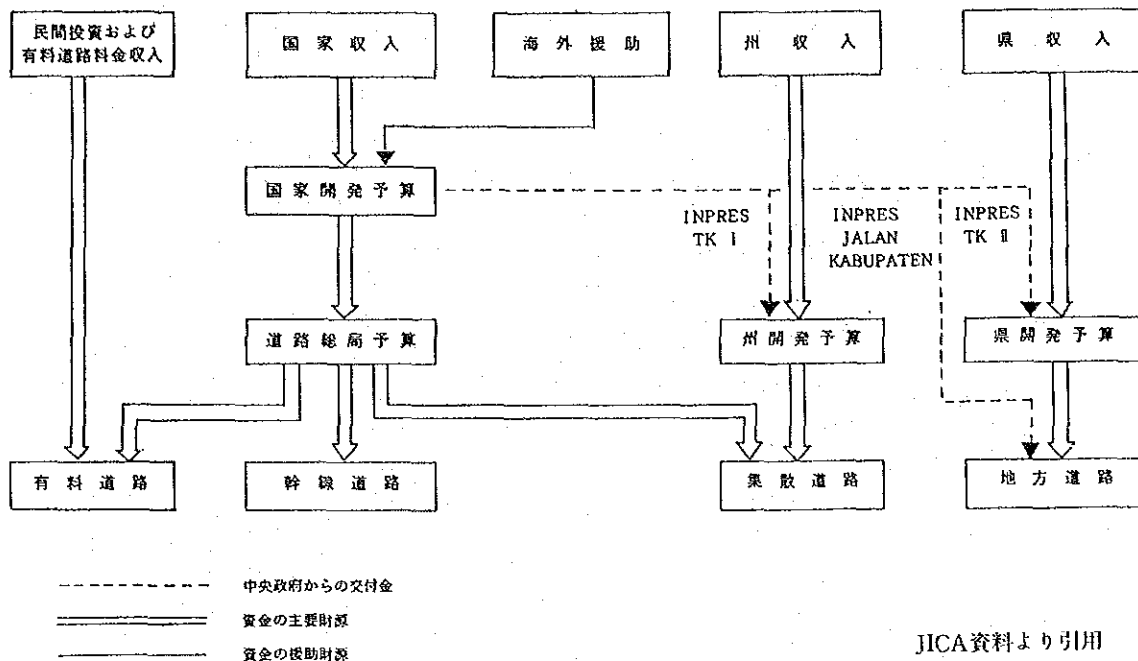 民間投資および
有料道路料金収入
国家収入
海外援助
州収入
県収入
国家開発予算
INPRES
TK I
INPRES
JALAN
KABUPATEN
INPRES
TK II
道路総局予算
州開発予算
県開発予算
有料道路
幹線道路
集散道路
地方道路
中央政府からの交付金
資金の主要財源
資金の援助財源
JICA資料より引用